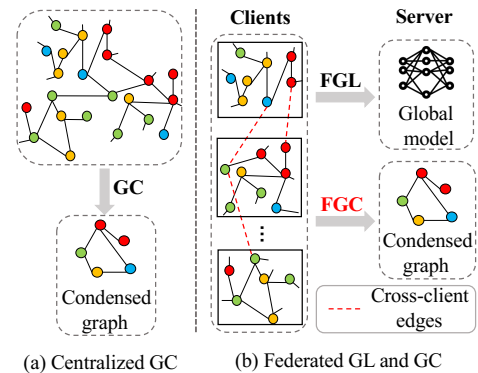 Clients
Server
FGL
Global
model
GC
FGC
...
Condensed
graph
Condensed
graph
Cross-client
edges
(a) Centralized GC
(b) Federated GL and GC